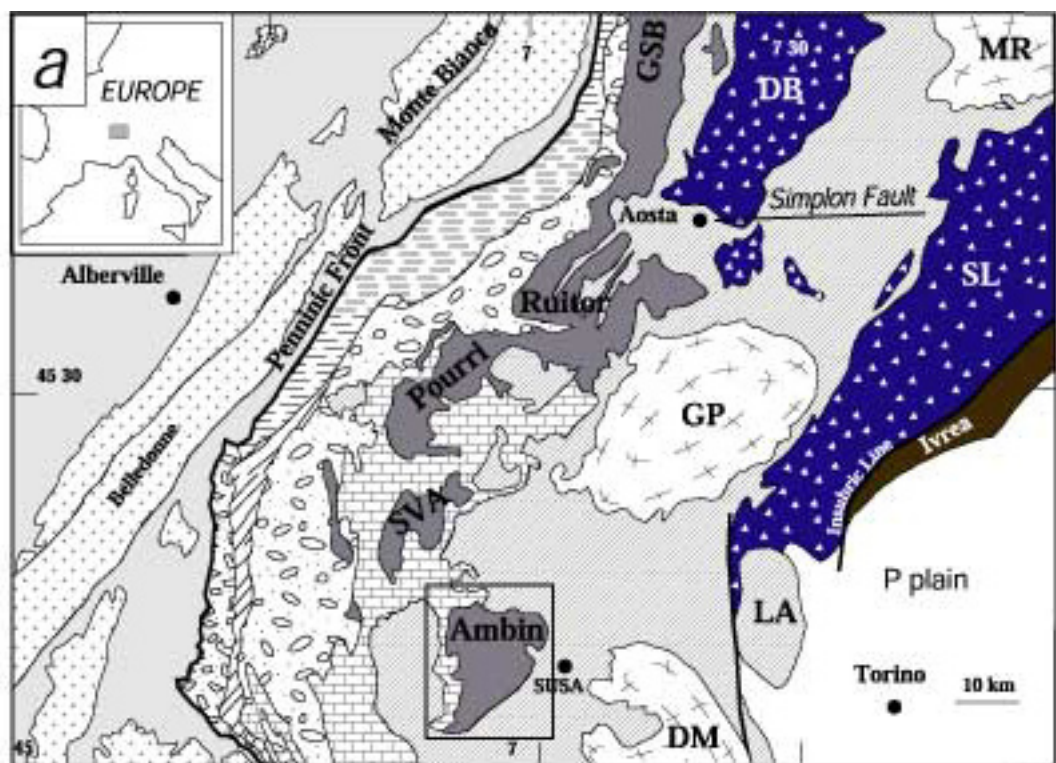 a
EUROPE
Monte Bianca
7
GSB
7 30
DB
MR
Aosta
Simplon Fault
Alberville
Penninic Front
SL
Ruitor
45 30
Pourri
GP
Ivrea
Belledonne
Insubric Line
SVA
P plain
LA
Ambin
SUSA
Torino
10 km
DM
45
7